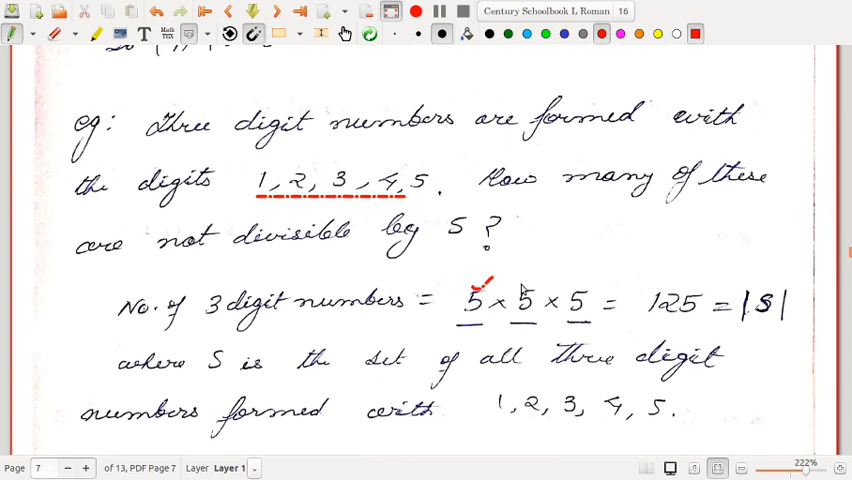 Century Schoolbook L Roman 16
eg: Three digit numbers are formed with
the digits 1, 2, 3, 4, 5. How many of these
are not divisible by 5?
No. of 3 digit numbers = 5 × 5 × 5 = 125 = |S|
where S is the set of all three digit
numbers formed with 1, 2, 3, 4, 5.
Page 7 of 13, PDF Page 7 Layer Layer 1 222%